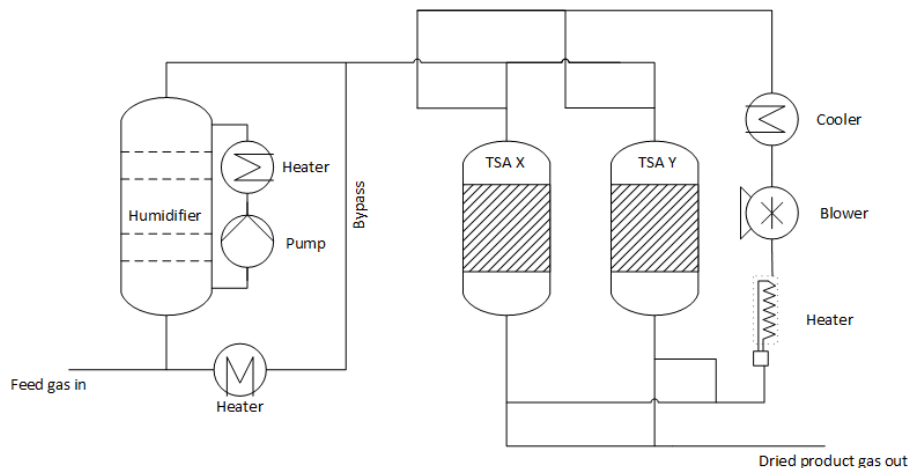 TSA X
TSA Y
Cooler
Heater
Humidifier
Bypass
Blower
Pump
Heater
Feed gas in
Heater
Dried product gas out